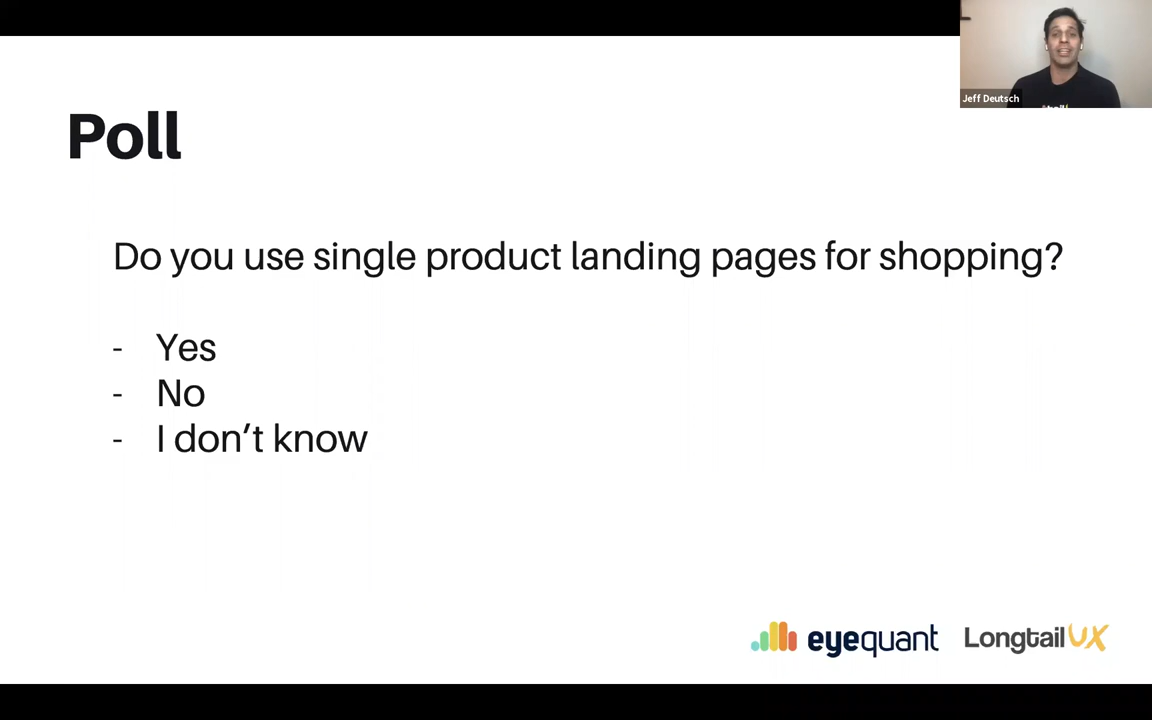 Jeff Deutsch
Poll
Do you use single product landing pages for shopping?
- Yes
- No
- I don’t know
eyequant LongtailUX